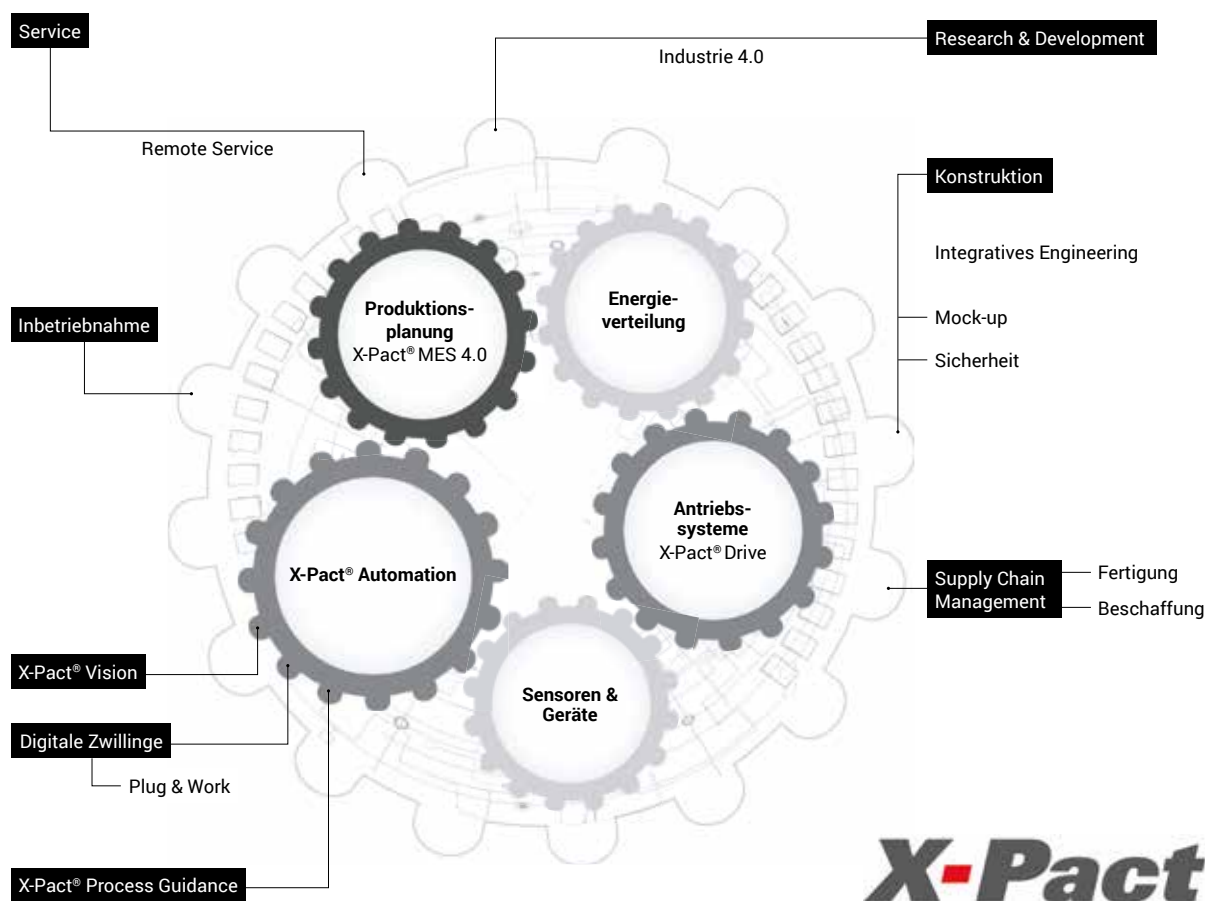 Service
Research & Development
Industrie 4.0
Remote Service
Konstruktion
Integratives Engineering
Mock-up
Sicherheit
Inbetriebnahme
Produktions-
planung
X-Pact® MES 4.0
Energie-
verteilung
Antriebs-
systeme
X-Pact® Drive
X-Pact® Automation
Supply Chain
Management
Fertigung
Beschaffung
Sensoren &
Geräte
X-Pact® Vision
Digitale Zwillinge
Plug & Work
X-Pact® Process Guidance
X-Pact